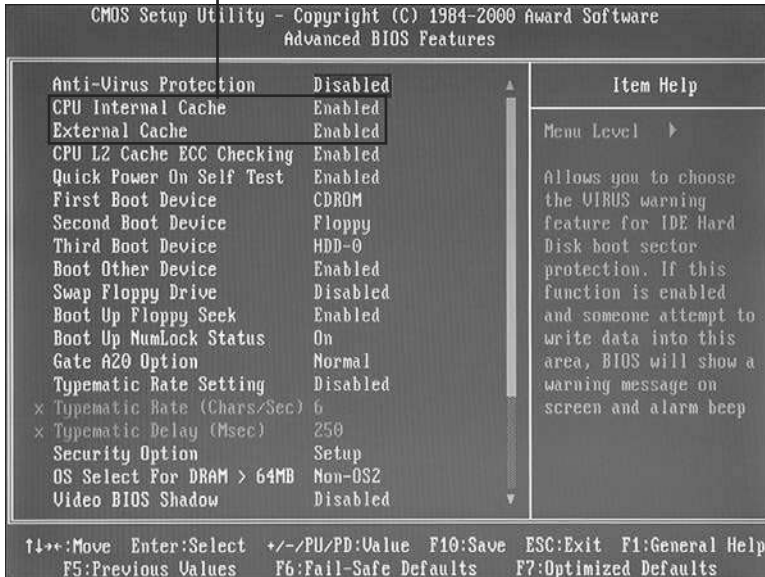 CMOS Setup Utility - Copyright (C) 1984-2000 Award Software
Advanced BIOS Features
Anti-Virus Protection Disabled
CPU Internal Cache Enabled
External Cache Enabled
CPU L2 Cache ECC Checking Enabled
Quick Power On Self Test Enabled
First Boot Device CDROM
Second Boot Device Floppy
Third Boot Device HDD-0
Boot Other Device Enabled
Swap Floppy Drive Disabled
Boot Up Floppy Seek Enabled
Boot Up NumLock Status On
Gate A20 Option Normal
Typematic Rate Setting Disabled
x Typematic Rate (Chars/Sec) 6
x Typematic Delay (Msec) 250
Security Option Setup
OS Select For DRAM > 64MB Non-OS2
Video BIOS Shadow Disabled
Item Help
Menu Level ▶
Allows you to choose
the VIRUS warning
feature for IDE Hard
Disk boot sector
protection. If this
function is enabled
and someone attempt to
write data into this
area, BIOS will show a
warning message on
screen and alarm beep
↑↓→←:Move Enter:Select +/-/PU/PD:Value F10:Save ESC:Exit F1:General Help
F5:Previous Values F6:Fail-Safe Defaults F7:Optimized Defaults